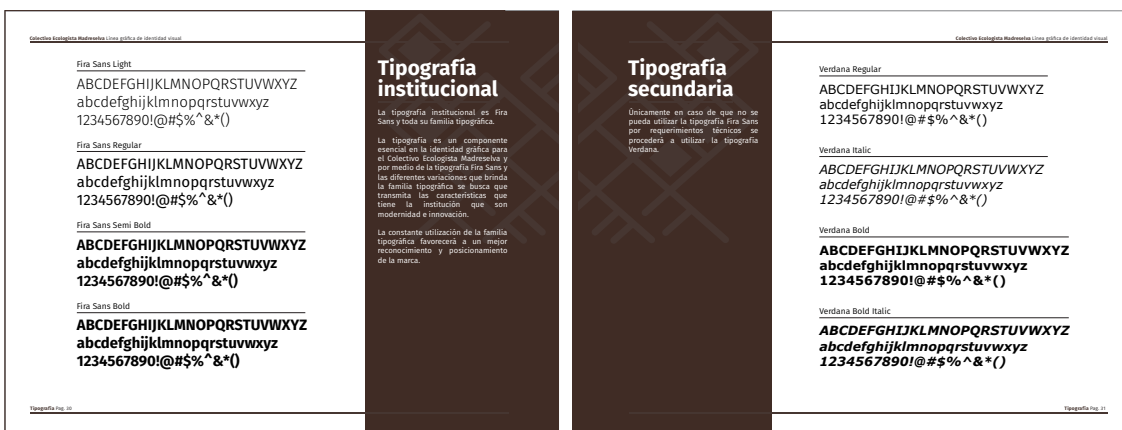 Colectivo Ecologista Madreselva Línea gráfica de identidad visual
Fira Sans Light
ABCDEFGHIJKLMNOPQRSTUVWXYZ
abcdefghijklmnopqrstuvwxyz
1234567890!@#$%^&*()
Fira Sans Regular
ABCDEFGHIJKLMNOPQRSTUVWXYZ
abcdefghijklmnopqrstuvwxyz
1234567890!@#$%^&*()
Fira Sans Semi Bold
ABCDEFGHIJKLMNOPQRSTUVWXYZ
abcdefghijklmnopqrstuvwxyz
1234567890!@#$%^&*()
Fira Sans Bold
ABCDEFGHIJKLMNOPQRSTUVWXYZ
abcdefghijklmnopqrstuvwxyz
1234567890!@#$%^&*()
Tipografía Pag. 30
Tipografía
institucional
La tipografía institucional es Fira
Sans y toda su familia tipográfica.
La tipografía es un componente
esencial en la identidad gráfica para
el Colectivo Ecologista Madreselva y
por medio de la tipografía Fira Sans y
las diferentes variaciones que brinda
la familia tipográfica se busca que
transmita las características que
tiene la institución que son
modernidad e innovación.
La constante utilización de la familia
tipográfica favorecerá a un mejor
reconocimiento y posicionamiento
de la marca.
Tipografía
secundaria
Únicamente en caso de que no se
pueda utilizar la tipografía Fira Sans
por requerimientos técnicos se
procederá a utilizar la tipografía
Verdana.
Colectivo Ecologista Madreselva Línea gráfica de identidad visual
Verdana Regular
ABCDEFGHIJKLMNOPQRSTUVWXYZ
abcdefghijklmnopqrstuvwxyz
1234567890!@#$%^&*()
Verdana Italic
ABCDEFGHIJKLMNOPQRSTUVWXYZ
abcdefghijklmnopqrstuvwxyz
1234567890!@#$%^&*()
Verdana Bold
ABCDEFGHIJKLMNOPQRSTUVWXYZ
abcdefghijklmnopqrstuvwxyz
1234567890!@#$%^&*()
Verdana Bold Italic
ABCDEFGHIJKLMNOPQRSTUVWXYZ
abcdefghijklmnopqrstuvwxyz
1234567890!@#$%^&*()
Tipografía Pag. 31